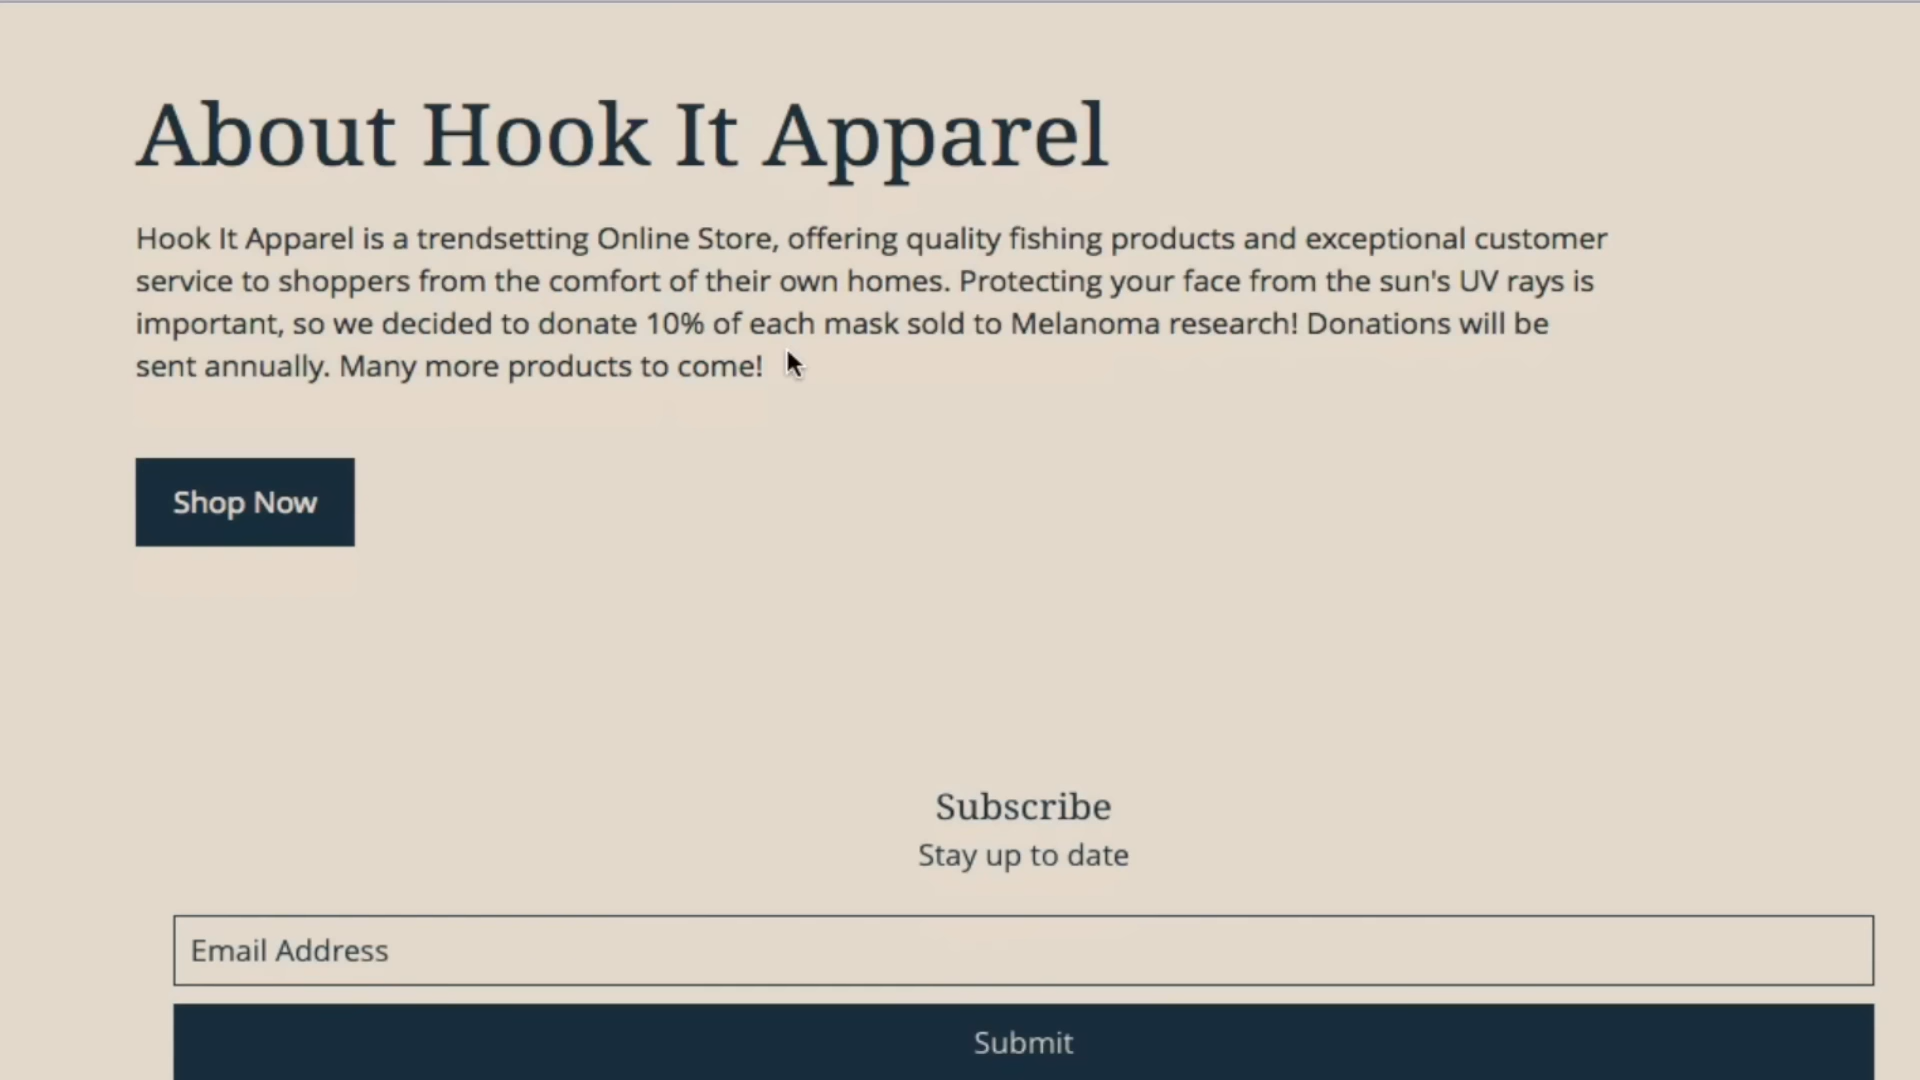 About Hook It Apparel
Hook It Apparel is a trendsetting Online Store, offering quality fishing products and exceptional customer
service to shoppers from the comfort of their own homes. Protecting your face from the sun's UV rays is
important, so we decided to donate 10% of each mask sold to Melanoma research! Donations will be
sent annually. Many more products to come!
Shop Now
Subscribe
Stay up to date
Email Address
Submit